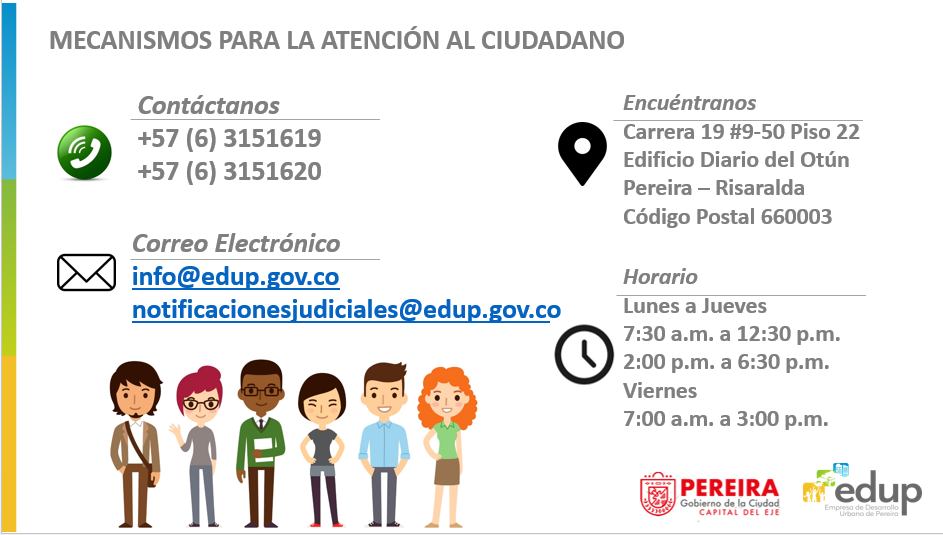 MECANISMOS PARA LA ATENCIÓN AL CIUDADANO
Contáctanos
+57 (6) 3151619
+57 (6) 3151620
Correo Electrónico
info@edup.gov.co
notificacionesjudiciales@edup.gov.co
Encuéntranos
Carrera 19 #9-50 Piso 22
Edificio Diario del Otún
Pereira – Risaralda
Código Postal 660003
Horario
Lunes a Jueves
7:30 a.m. a 12:30 p.m.
2:00 p.m. a 6:30 p.m.
Viernes
7:00 a.m. a 3:00 p.m.
PEREIRA
Gobierno de la Ciudad
CAPITAL DEL EJE
edup
Empresa de Desarrollo
Urbano de Pereira